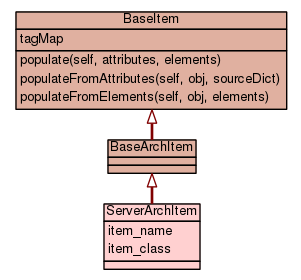 BaseItem
tagMap
populate(self, attributes, elements)
populateFromAttributes(self, obj, sourceDict)
populateFromElements(self, obj, elements)
BaseArchItem
ServerArchItem
item_name
item_class